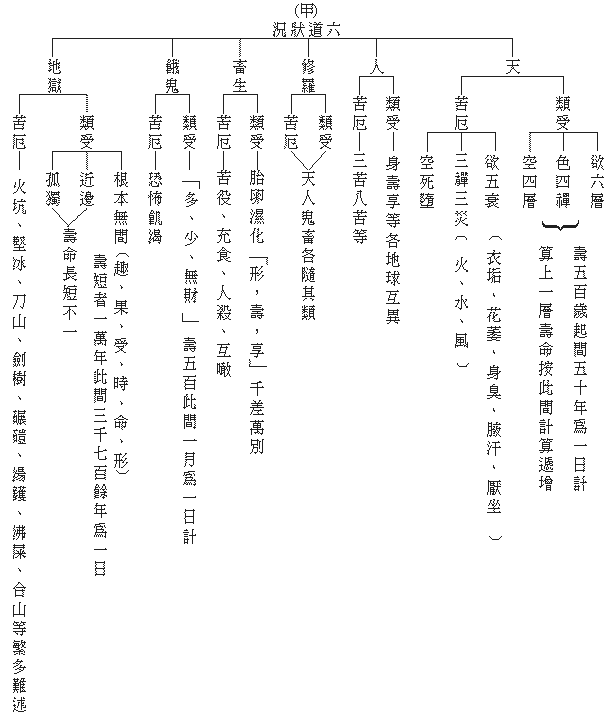 (甲)
六道狀況
天
類受
欲六層
色四禪
空四層
壽五百歲起間五十年為一日計
算上一層壽命按此間計算遞增
苦厄
欲五衰 (衣垢、花萎、身臭、腋汗、厭坐)
三禪三災(火、水、風)
空死墮
人
類受
身壽享等各地球互異
苦厄
三苦八苦等
修羅
類受
苦厄
天人鬼畜各隨其類
畜生
類受
胎卵濕化「形,壽,享」千差萬別
苦厄
苦役、充食、人殺、互噉
餓鬼
類受
「多、少、無財」壽五百此間一月為一日計
苦厄
恐怖飢渴
地獄
類受
根本無間(趣、果、受、時、命、形)
壽短者一萬年此間三千七百餘年為一日
近邊
孤獨
壽命長短不一
苦厄
火坑、堅冰、刀山、劍樹、碾磑、湯鑊、沸屎、合山等繁多難述